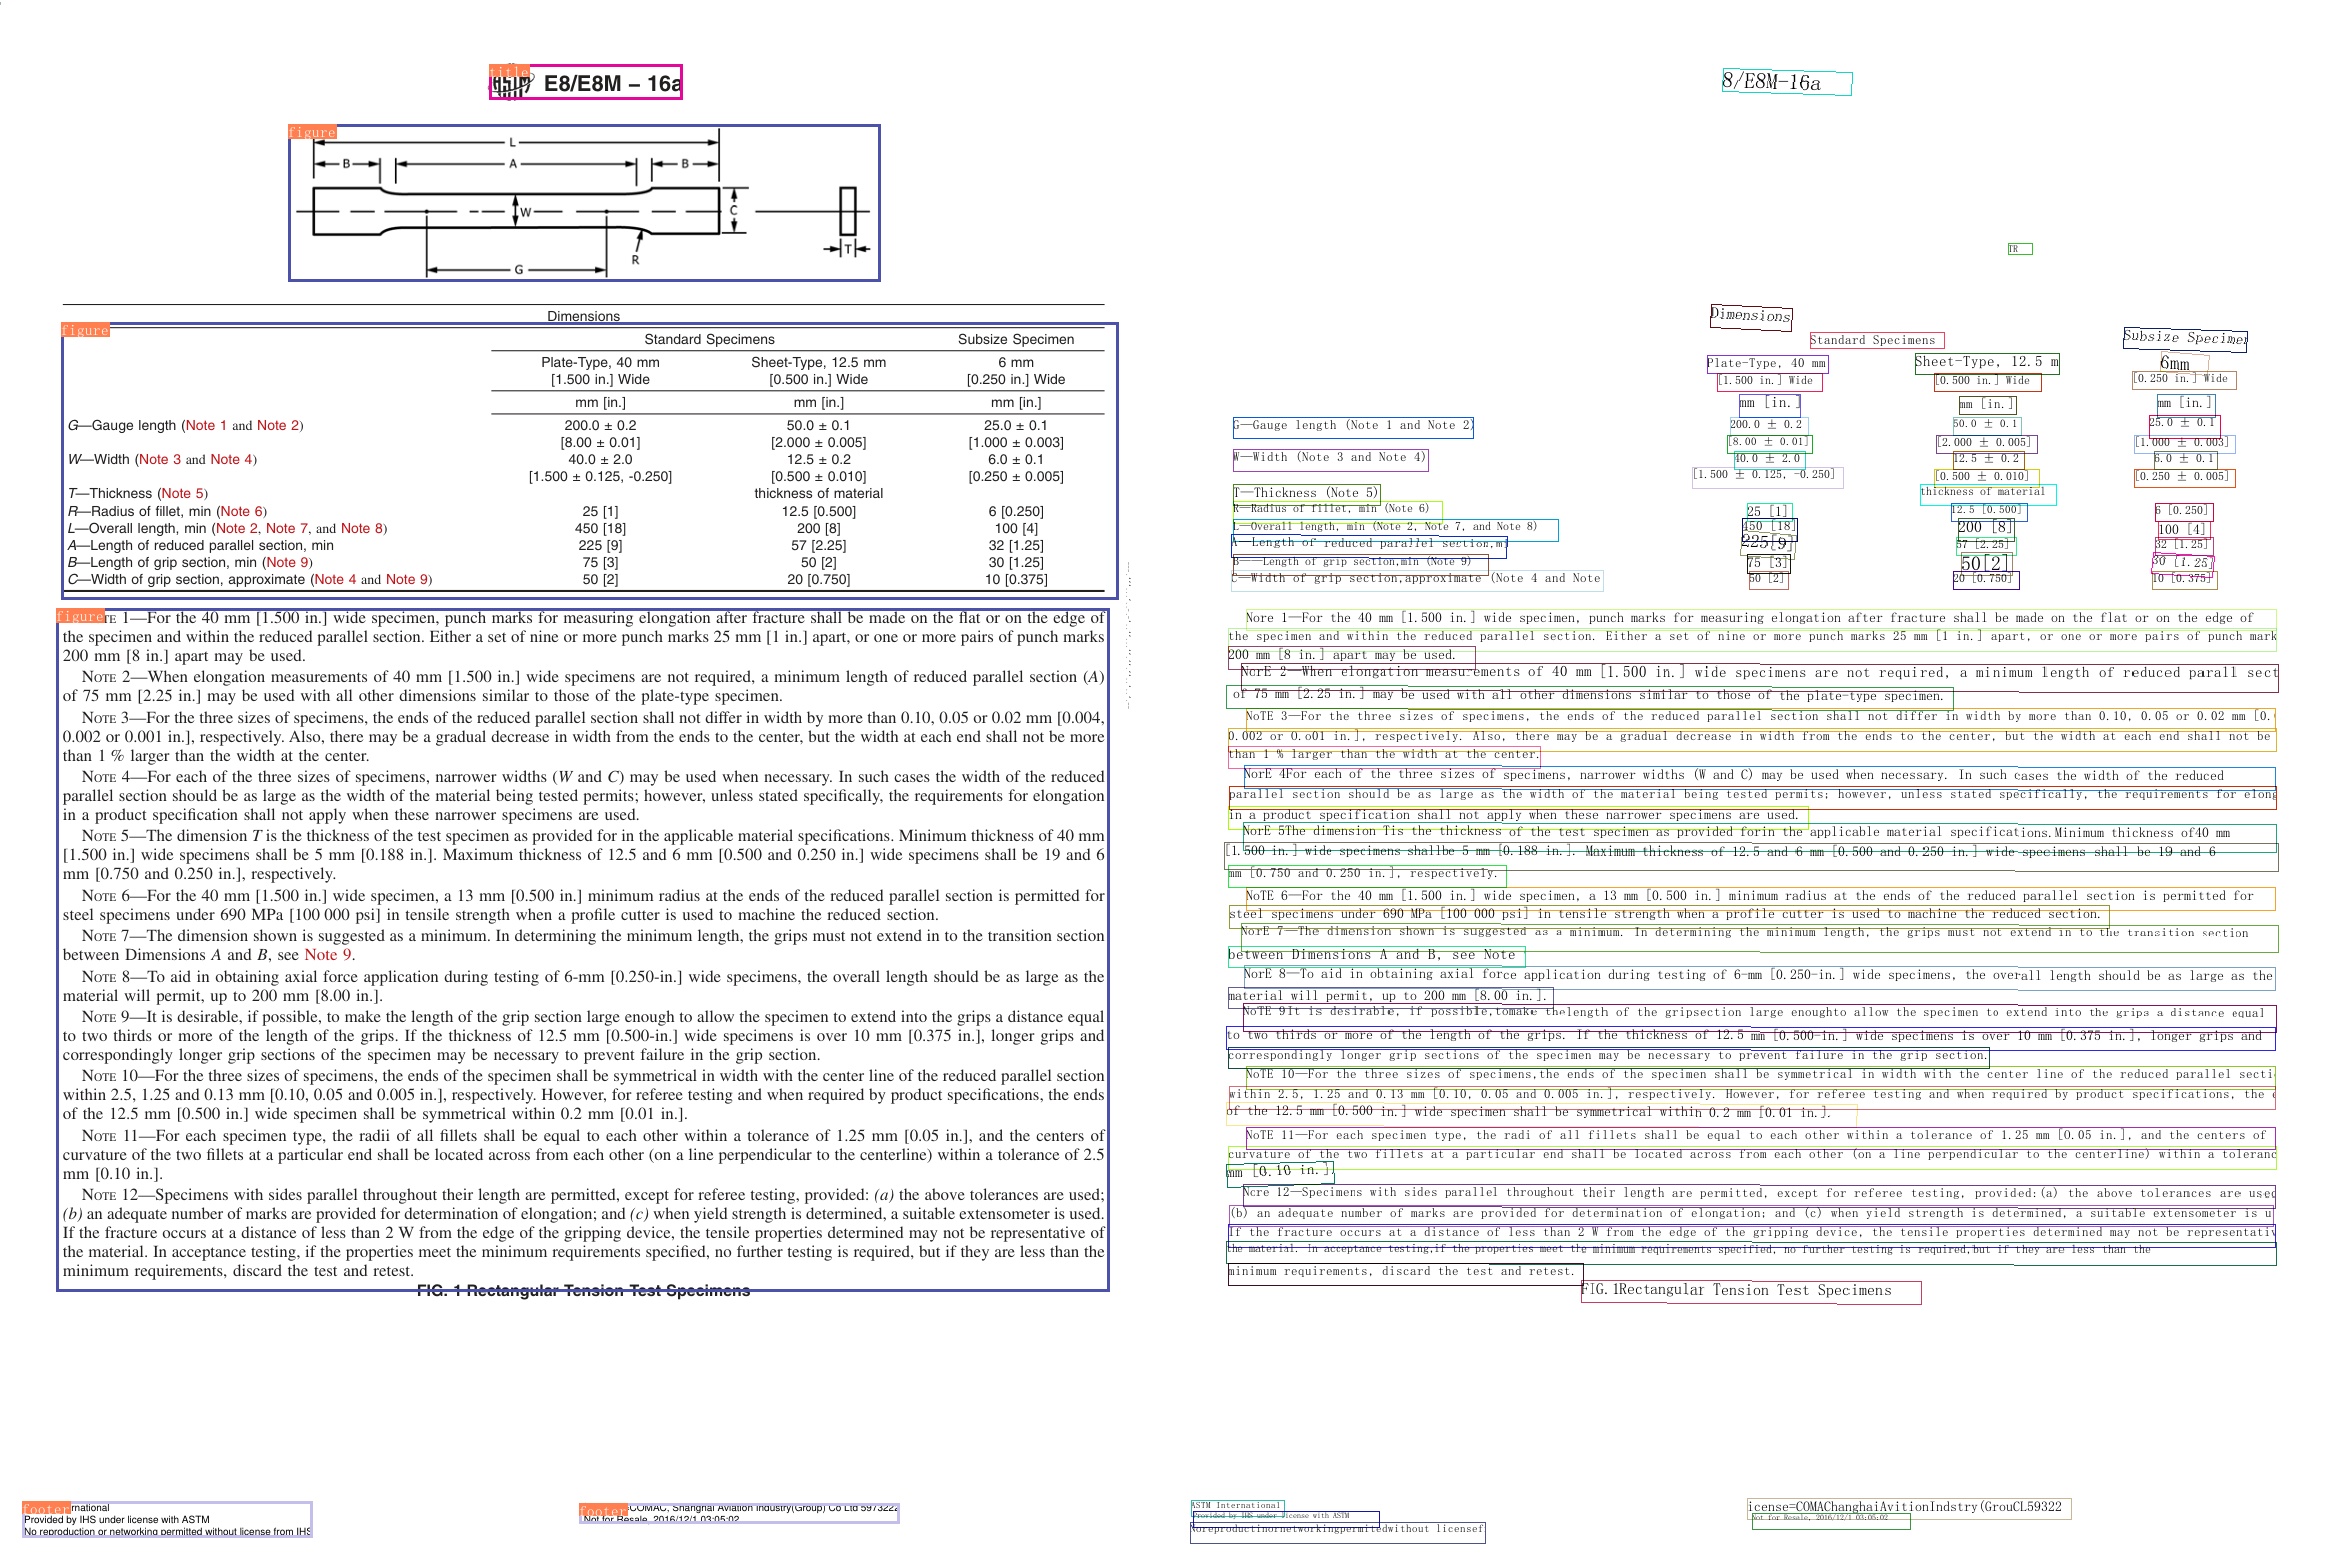 title
ASTM E8/E8M – 16a
figure
L
B A B
W C
T
R
G
Dimensions
figure
Standard Specimens Subsize Specimen
Plate-Type, 40 mm Sheet-Type, 12.5 mm 6 mm
[1.500 in.] Wide [0.500 in.] Wide [0.250 in.] Wide
mm [in.] mm [in.] mm [in.]
G—Gauge length (Note 1 and Note 2) 200.0 ± 0.2 50.0 ± 0.1 25.0 ± 0.1
[8.00 ± 0.01] [2.000 ± 0.005] [1.000 ± 0.003]
W—Width (Note 3 and Note 4) 40.0 ± 2.0 12.5 ± 0.2 6.0 ± 0.1
[1.500 ± 0.125, -0.250] [0.500 ± 0.010] [0.250 ± 0.005]
T—Thickness (Note 5) thickness of material
R—Radius of fillet, min (Note 6) 25 [1] 12.5 [0.500] 6 [0.250]
L—Overall length, min (Note 2, Note 7, and Note 8) 450 [18] 200 [8] 100 [4]
A—Length of reduced parallel section, min 225 [9] 57 [2.25] 32 [1.25]
B—Length of grip section, min (Note 9) 75 [3] 50 [2] 30 [1.25]
C—Width of grip section, approximate (Note 4 and Note 9) 50 [2] 20 [0.750] 10 [0.375]
figure
TE 1—For the 40 mm [1.500 in.] wide specimen, punch marks for measuring elongation after fracture shall be made on the flat or on the edge of
the specimen and within the reduced parallel section. Either a set of nine or more punch marks 25 mm [1 in.] apart, or one or more pairs of punch marks
200 mm [8 in.] apart may be used.
NOTE 2—When elongation measurements of 40 mm [1.500 in.] wide specimens are not required, a minimum length of reduced parallel section (A)
of 75 mm [2.25 in.] may be used with all other dimensions similar to those of the plate-type specimen.
NOTE 3—For the three sizes of specimens, the ends of the reduced parallel section shall not differ in width by more than 0.10, 0.05 or 0.02 mm [0.004,
0.002 or 0.001 in.], respectively. Also, there may be a gradual decrease in width from the ends to the center, but the width at each end shall not be more
than 1 % larger than the width at the center.
NOTE 4—For each of the three sizes of specimens, narrower widths (W and C) may be used when necessary. In such cases the width of the reduced
parallel section should be as large as the width of the material being tested permits; however, unless stated specifically, the requirements for elongation
in a product specification shall not apply when these narrower specimens are used.
NOTE 5—The dimension T is the thickness of the test specimen as provided for in the applicable material specifications. Minimum thickness of 40 mm
[1.500 in.] wide specimens shall be 5 mm [0.188 in.]. Maximum thickness of 12.5 and 6 mm [0.500 and 0.250 in.] wide specimens shall be 19 and 6
mm [0.750 and 0.250 in.], respectively.
NOTE 6—For the 40 mm [1.500 in.] wide specimen, a 13 mm [0.500 in.] minimum radius at the ends of the reduced parallel section is permitted for
steel specimens under 690 MPa [100 000 psi] in tensile strength when a profile cutter is used to machine the reduced section.
NOTE 7—The dimension shown is suggested as a minimum. In determining the minimum length, the grips must not extend in to the transition section
between Dimensions A and B, see Note 9.
NOTE 8—To aid in obtaining axial force application during testing of 6-mm [0.250-in.] wide specimens, the overall length should be as large as the
material will permit, up to 200 mm [8.00 in.].
NOTE 9—It is desirable, if possible, to make the length of the grip section large enough to allow the specimen to extend into the grips a distance equal
to two thirds or more of the length of the grips. If the thickness of 12.5 mm [0.500-in.] wide specimens is over 10 mm [0.375 in.], longer grips and
correspondingly longer grip sections of the specimen may be necessary to prevent failure in the grip section.
NOTE 10—For the three sizes of specimens, the ends of the specimen shall be symmetrical in width with the center line of the reduced parallel section
within 2.5, 1.25 and 0.13 mm [0.10, 0.05 and 0.005 in.], respectively. However, for referee testing and when required by product specifications, the ends
of the 12.5 mm [0.500 in.] wide specimen shall be symmetrical within 0.2 mm [0.01 in.].
NOTE 11—For each specimen type, the radii of all fillets shall be equal to each other within a tolerance of 1.25 mm [0.05 in.], and the centers of
curvature of the two fillets at a particular end shall be located across from each other (on a line perpendicular to the centerline) within a tolerance of 2.5
mm [0.10 in.].
NOTE 12—Specimens with sides parallel throughout their length are permitted, except for referee testing, provided: (a) the above tolerances are used;
(b) an adequate number of marks are provided for determination of elongation; and (c) when yield strength is determined, a suitable extensometer is used.
If the fracture occurs at a distance of less than 2 W from the edge of the gripping device, the tensile properties determined may not be representative of
the material. In acceptance testing, if the properties meet the minimum requirements specified, no further testing is required, but if they are less than the
minimum requirements, discard the test and retest.
FIG. 1 Rectangular Tension Test Specimens
footer rnational
Provided by IHS under license with ASTM
No reproduction or networking permitted without license from IHS
footer COMAC, Shanghai Aviation Industry(Group) Co Ltd 5973222
Not for Resale, 2016/12/1 03:05:02
8/E8M-16a
TR
Dimensions
Standard Specimens Subsize Specimen
Plate-Type, 40 mm Sheet-Type, 12.5 m 6mm
[1.500 in.] Wide [0.500 in.] Wide [0.250 in.] Wide
mm [in.] mm [in.] mm [in.]
G—Gauge length (Note 1 and Note 2) 200.0 ± 0.2 50.0 ± 0.1 25.0 ± 0.1
[8.00 ± 0.01] [2.000 ± 0.005] [1.000 ± 0.003]
W—Width (Note 3 and Note 4) 40.0 ± 2.0 12.5 ± 0.2 6.0 ± 0.1
[1.500 ± 0.125, -0.250] [0.500 ± 0.010] [0.250 ± 0.005]
T—Thickness (Note 5) thickness of material
R—Radius of fillet, min (Note 6) 25 [1] 12.5 [0.500] 6 [0.250]
L—Overall length, min (Note 2, Note 7, and Note 8) 450 [18] 200 [8] 100 [4]
A—Length of reduced parallel section,m 225[9] 57 [2.25] 32 [1.25]
B——Length of grip section,min (Note 9) 75 [3] 50[2] 30 [1.25]
C—Width of grip section,approximate (Note 4 and Note 50 [2] 20 [0.750] 10 [0.375]
Nore 1—For the 40 mm [1.500 in.] wide specimen, punch marks for measuring elongation after fracture shall be made on the flat or on the edge of
the specimen and within the reduced parallel section. Either a set of nine or more punch marks 25 mm [1 in.] apart, or one or more pairs of punch mark
200 mm [8 in.] apart may be used.
NorE 2—When elongation measurements of 40 mm [1.500 in.] wide specimens are not required, a minimum length of reduced parall sect
of 75 mm [2.25 in.] may be used with all other dimensions similar to those of the plate-type specimen.
NoTE 3—For the three sizes of specimens, the ends of the reduced parallel section shall not differ in width by more than 0.10, 0.05 or 0.02 mm [0.
0.002 or 0.o01 in.], respectively. Also, there may be a gradual decrease in width from the ends to the center, but the width at each end shall not be
than 1 % larger than the width at the center.
NorE 4For each of the three sizes of specimens, narrower widths (W and C) may be used when necessary. In such cases the width of the reduced
parallel section should be as large as the width of the material being tested permits; however, unless stated specifically, the requirements for elong
in a product specification shall not apply when these narrower specimens are used.
NorE 5The dimension Tis the thickness of the test specimen as provided forin the applicable material specifications.Minimum thickness of40 mm
[1.500 in.] wide specimens shallbe 5 mm [0.188 in.]. Maximum thickness of 12.5 and 6 mm [0.500 and 0.250 in.] wide specimens shall be 19 and 6
mm [0.750 and 0.250 in.], respectively.
NoTE 6—For the 40 mm [1.500 in.] wide specimen, a 13 mm [0.500 in.] minimum radius at the ends of the reduced parallel section is permitted for
steel specimens under 690 MPa [100 000 psi] in tensile strength when a profile cutter is used to machine the reduced section.
NorE 7—The dimension shown is suggested as a minimum. In determining the minimum length, the grips must not extend in to the transition section
between Dimensions A and B, see Note
NorE 8—To aid in obtaining axial force application during testing of 6-mm [0.250-in.] wide specimens, the overall length should be as large as the
material will permit, up to 200 mm [8.00 in.].
NoTE 9It is desirable, if possible,tomake thelength of the gripsection large enoughto allow the specimen to extend into the grips a distance equal
to two thirds or more of the length of the grips. If the thickness of 12.5 mm [0.500-in.] wide specimens is over 10 mm [0.375 in.], longer grips and
correspondingly longer grip sections of the specimen may be necessary to prevent failure in the grip section.
NoTE 10—For the three sizes of specimens,the ends of the specimen shall be symmetrical in width with the center line of the reduced parallel secti
within 2.5, 1.25 and 0.13 mm [0.10, 0.05 and 0.005 in.], respectively. However, for referee testing and when required by product specifications, the e
of the 12.5 mm [0.500 in.] wide specimen shall be symmetrical within 0.2 mm [0.01 in.].
NoTE 11—For each specimen type, the radi of all fillets shall be equal to each other within a tolerance of 1.25 mm [0.05 in.], and the centers of
curvature of the two fillets at a particular end shall be located across from each other (on a line perpendicular to the centerline) within a toleranc
mm [0.10 in.]
Ncre 12—Specimens with sides parallel throughout their length are permitted, except for referee testing, provided:(a) the above tolerances are used
(b) an adequate number of marks are provided for determination of elongation; and (c) when yield strength is determined, a suitable extensometer is u
If the fracture occurs at a distance of less than 2 W from the edge of the gripping device, the tensile properties determined may not be representativ
the material. In acceptance testing,if the properties meet the minimum requirements specified, no further testing is required,but if they are less than the
minimum requirements, discard the test and retest.
FIG.1Rectangular Tension Test Specimens
ASTM International
Provided by IHS under license with ASTM
Noreproductinornetworkingpermitedwithout licensef
icense=COMAChanghaiAvitionIndstry(GrouCL59322
Not for Resale, 2016/12/1 03:05:02